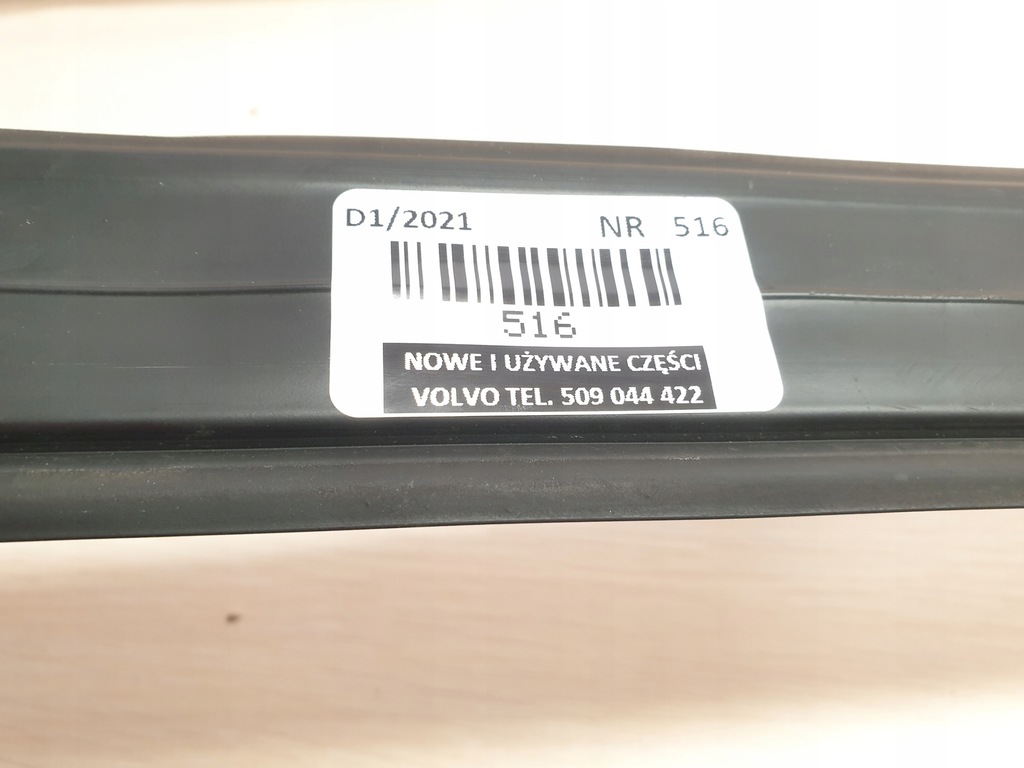 D1/2021 NR 516
516
NOWE I UŻYWANE CZĘŚCI
VOLVO TEL. 509 044 422